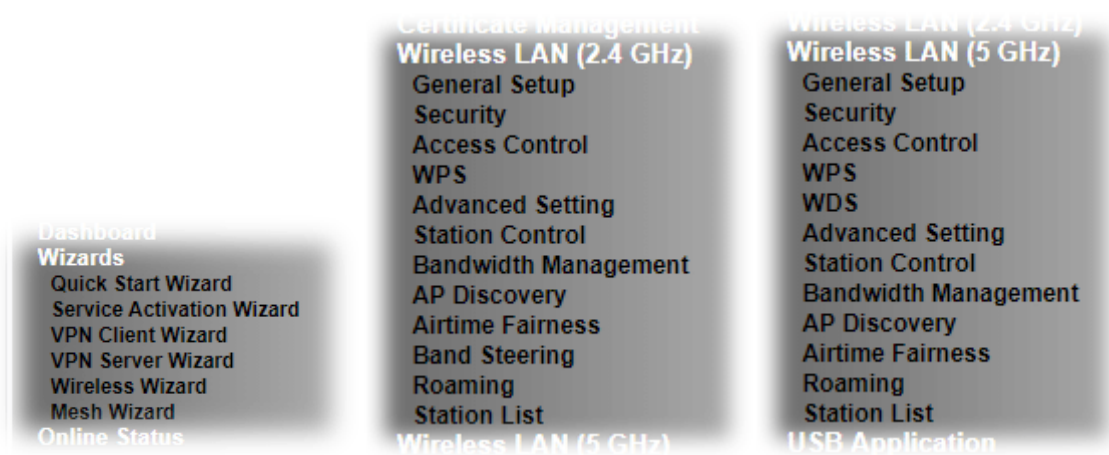 Dashboard
Wizards
Quick Start Wizard
Service Activation Wizard
VPN Client Wizard
VPN Server Wizard
Wireless Wizard
Mesh Wizard
Online Status
Certificate Management
Wireless LAN (2.4 GHz)
General Setup
Security
Access Control
WPS
Advanced Setting
Station Control
Bandwidth Management
AP Discovery
Airtime Fairness
Band Steering
Roaming
Station List
Wireless LAN (5 GHz)
Wireless LAN (2.4 GHz)
Wireless LAN (5 GHz)
General Setup
Security
Access Control
WPS
WDS
Advanced Setting
Station Control
Bandwidth Management
AP Discovery
Airtime Fairness
Roaming
Station List
USB Application